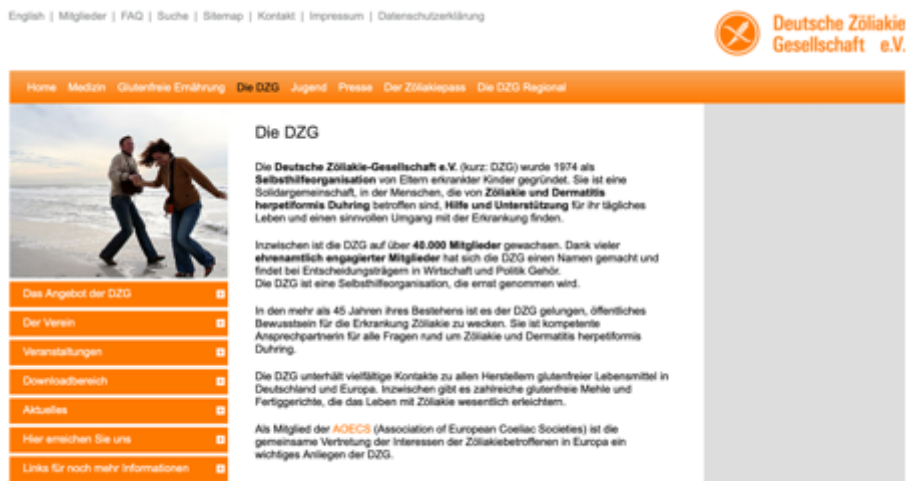 English | Mitglieder | FAQ | Suche | Sitemap | Kontakt | Impressum | Datenschutzerklärung
Deutsche Zöliakie
Gesellschaft e.V.
Home Medizin Glutenfreie Ernährung Die DZG Jugend Presse Der Zöliakiepass Die DZG Regional
Die DZG
Die Deutsche Zöliakie-Gesellschaft e.V. (kurz: DZG) wurde 1974 als
Selbsthilfeorganisation von Eltern erkrankter Kinder gegründet. Sie ist eine
Solidargemeinschaft, in der Menschen, die von Zöliakie und Dermatitis
herpetiformis Duhring betroffen sind, Hilfe und Unterstützung für ihr tägliches
Leben und einen sinnvollen Umgang mit der Erkrankung finden.
Inzwischen ist die DZG auf über 40.000 Mitglieder gewachsen. Dank vieler
ehrenamtlich engagierter Mitglieder hat sich die DZG einen Namen gemacht und
findet bei Entscheidungsträgern in Wirtschaft und Politik Gehör.
Die DZG ist eine Selbsthilfeorganisation, die ernst genommen wird.
In den mehr als 45 Jahren ihres Bestehens ist es der DZG gelungen, öffentliches
Bewusstsein für die Erkrankung Zöliakie zu wecken. Sie ist kompetente
Ansprechpartnerin für alle Fragen rund um Zöliakie und Dermatitis herpetiformis
Duhring.
Die DZG unterhält vielfältige Kontakte zu allen Herstellern glutenfreier Lebensmittel in
Deutschland und Europa. Inzwischen gibt es zahlreiche glutenfreie Mehle und
Fertiggerichte, die das Leben mit Zöliakie wesentlich erleichtern.
Als Mitglied der AOECS (Association of European Coeliac Societies) ist die
gemeinsame Vertretung der Interessen der Zöliakiebetroffenen in Europa ein
wichtiges Anliegen der DZG.
Das Angebot der DZG
Der Verein
Veranstaltungen
Downloadbereich
Aktuelles
Hier erreichen Sie uns
Links für noch mehr Informationen